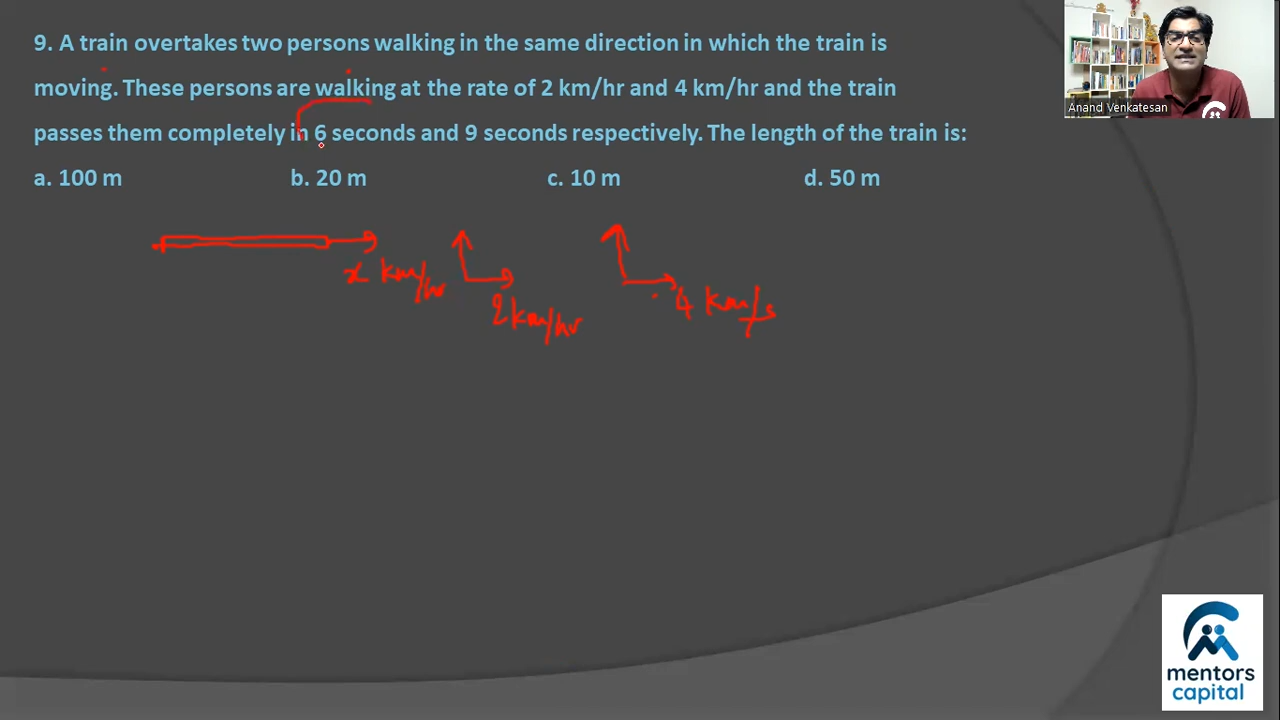 9. A train overtakes two persons walking in the same direction in which the train is
moving. These persons are walking at the rate of 2 km/hr and 4 km/hr and the train
passes them completely in 6 seconds and 9 seconds respectively. The length of the train is:
a. 100 m b. 20 m c. 10 m d. 50 m
Anand Venkatesan
x km/hr
2 km/hr
4 km/s
mentors
capital